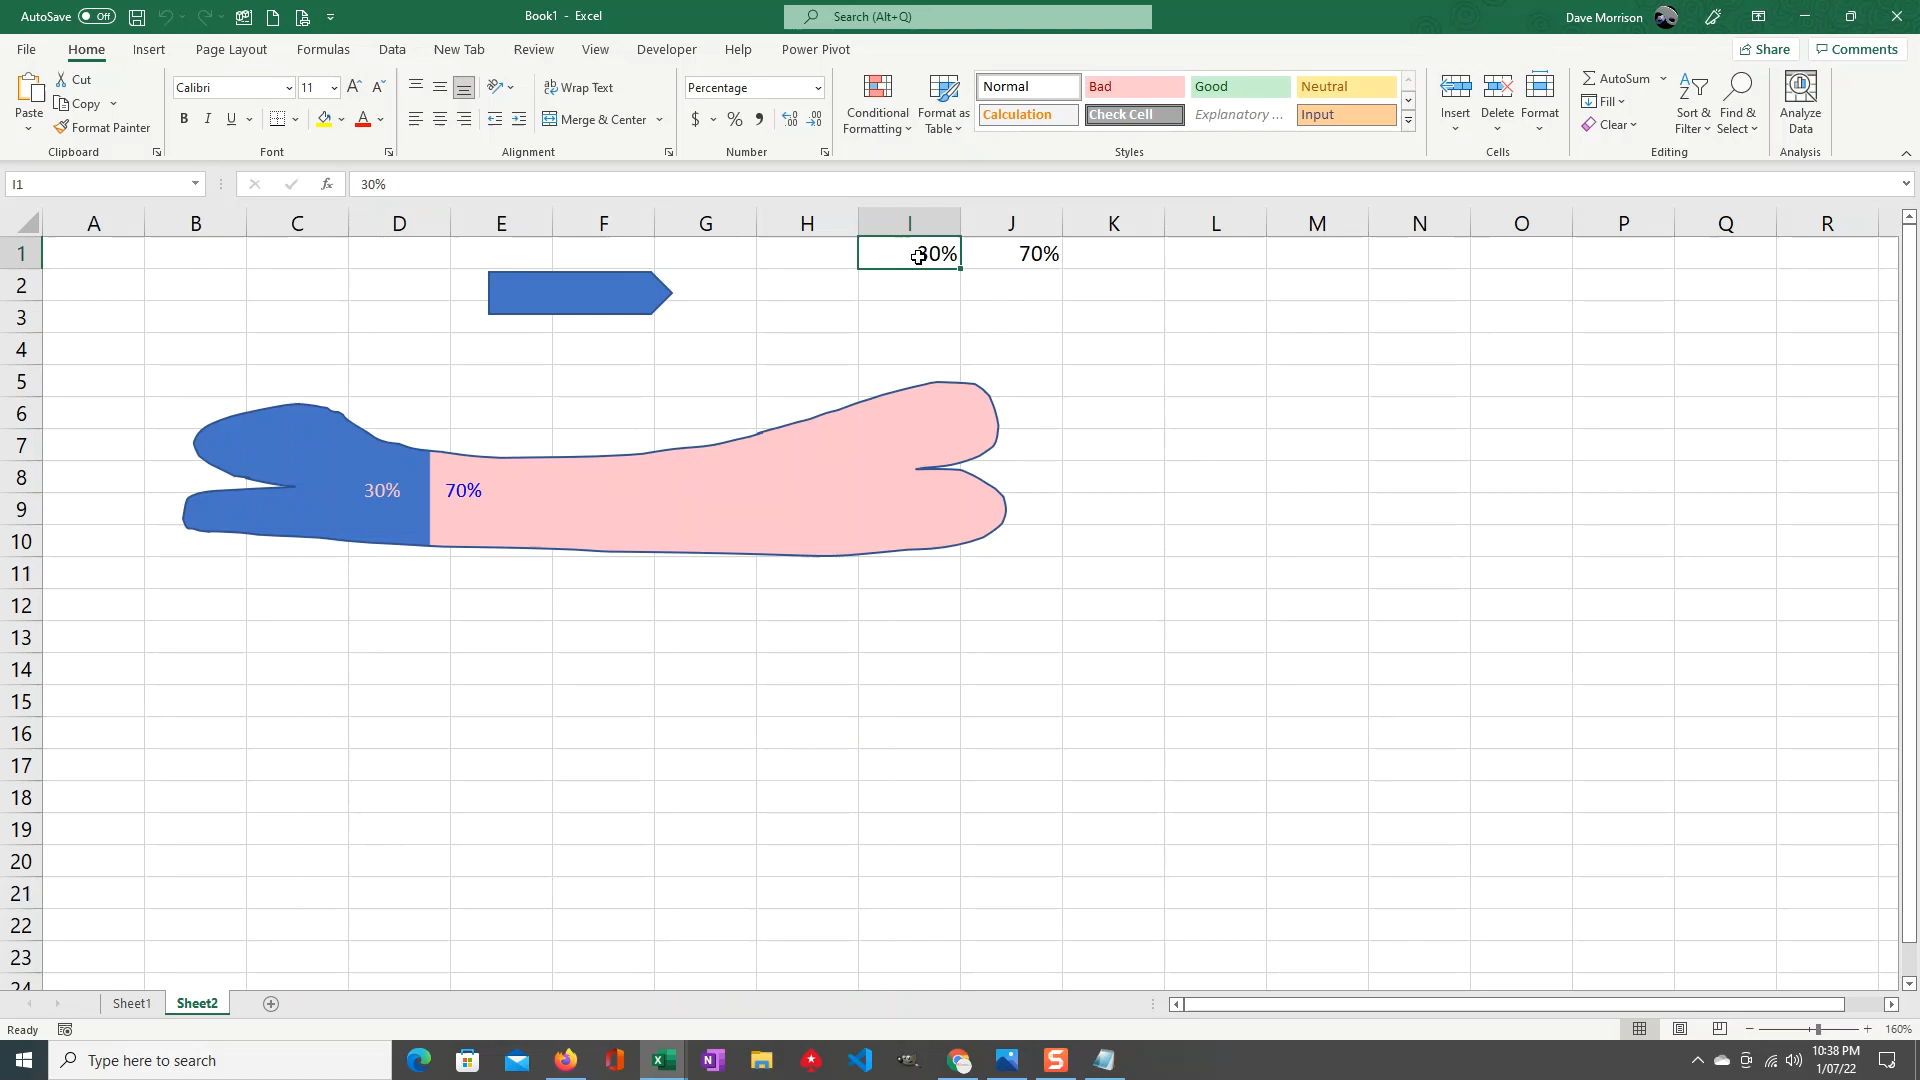 AutoSave Off Book1 - Excel Search (Alt+Q) Dave Morrison
File Home Insert Page Layout Formulas Data New Tab Review View Developer Help Power Pivot Share Comments
Paste Cut Copy Format Painter Clipboard
Calibri 11 B I U A Font
Wrap Text Merge & Center Alignment
Percentage $ % Number
Conditional Formatting Format as Table
Normal Bad Good Neutral
Calculation Check Cell Explanatory ... Input
Styles
Insert Delete Format Cells
AutoSum Fill Clear Sort & Filter Find & Select Editing
Analyze Data Analysis
I1 fx 30%
A B C D E F G H I J K L M N O P Q R
1 30% 70%
2
3
4
5
6
7
8
30% 70%
9
10
11
12
13
14
15
16
17
18
19
20
21
22
23
24
Sheet1 Sheet2
Ready 160%
Type here to search
10:38 PM
1/07/22